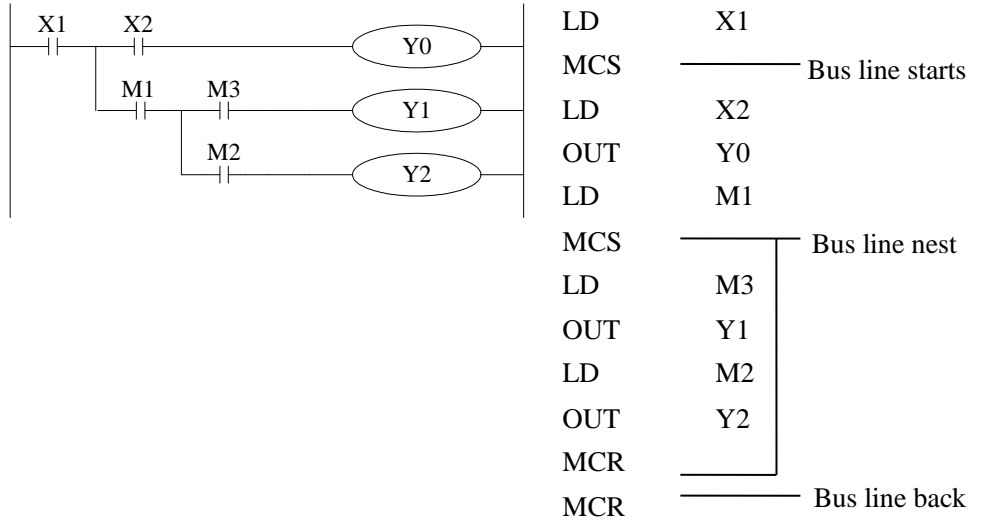 X1 X2 Y0
M1 M3 Y1
M2 Y2
LD X1
MCS Bus line starts
LD X2
OUT Y0
LD M1
MCS Bus line nest
LD M3
OUT Y1
LD M2
OUT Y2
MCR
MCR Bus line back